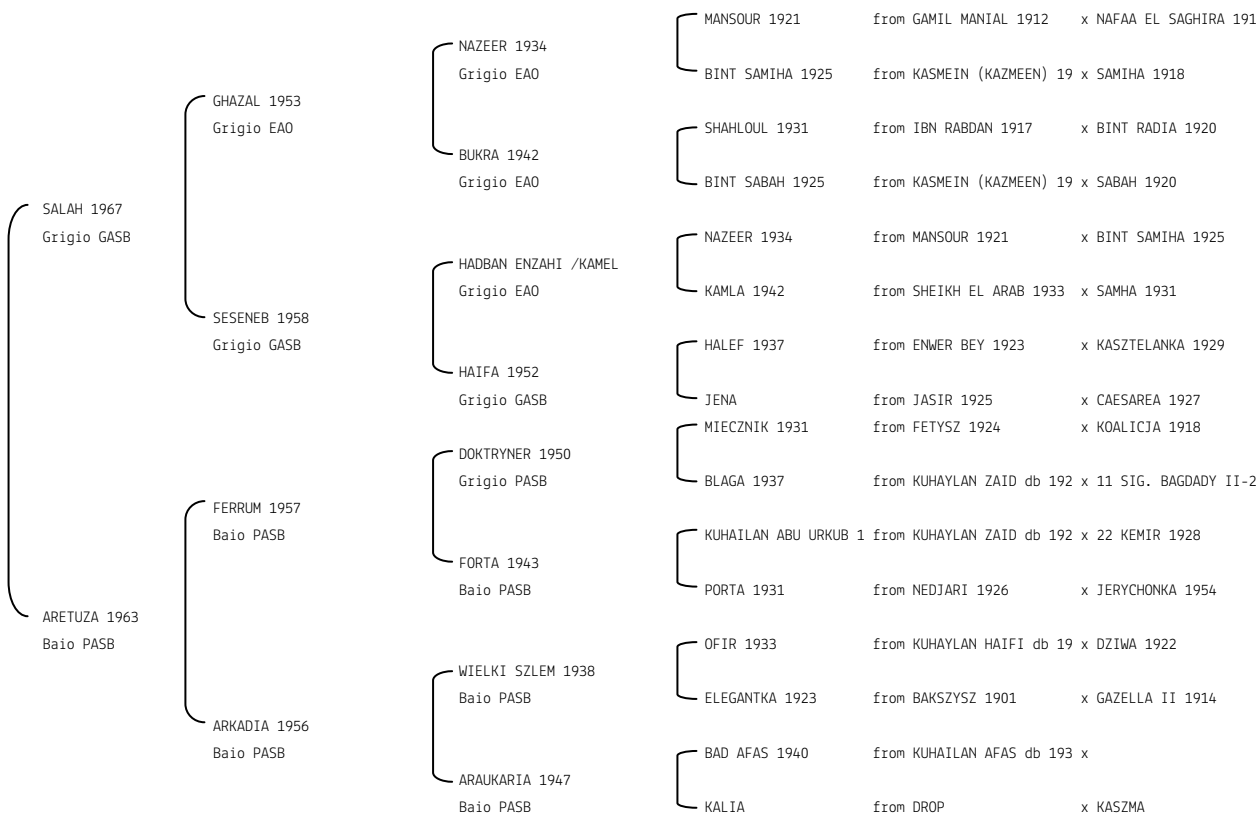 MANSOUR 1921 from GAMIL MANIAL 1912 x NAFAA EL SAGHIRA 191
NAZEER 1934
Grigio EAO
BINT SAMIHA 1925 from KASMEIN (KAZMEEN) 19 x SAMIHA 1918
GHAZAL 1953
Grigio EAO
SHAHLOUL 1931 from IBN RABDAN 1917 x BINT RADIA 1920
BUKRA 1942
Grigio EAO
BINT SABAH 1925 from KASMEIN (KAZMEEN) 19 x SABAH 1920
SALAH 1967
Grigio GASB
NAZEER 1934 from MANSOUR 1921 x BINT SAMIHA 1925
HADBAN ENZAHI /KAMEL
Grigio EAO
KAMLA 1942 from SHEIKH EL ARAB 1933 x SAMHA 1931
SESENEB 1958
Grigio GASB
HALEF 1937 from ENWER BEY 1923 x KASZTELANKA 1929
HAIFA 1952
Grigio GASB
JENA from JASIR 1925 x CAESAREA 1927
MIECZNIK 1931 from FETYSZ 1924 x KOALICJA 1918
DOKTRYNER 1950
Grigio PASB
BLAGA 1937 from KUHAYLAN ZAID db 192 x 11 SIG. BAGDADY II-2
FERRUM 1957
Baio PASB
KUHAILAN ABU URKUB 1 from KUHAYLAN ZAID db 192 x 22 KEMIR 1928
FORTA 1943
Baio PASB
PORTA 1931 from NEDJARI 1926 x JERYCHONKA 1954
ARETUZA 1963
Baio PASB
OFIR 1933 from KUHAYLAN HAIFI db 19 x DZIWA 1922
WIELKI SZLEM 1938
Baio PASB
ELEGANTKA 1923 from BAKSZYSZ 1901 x GAZELLA II 1914
ARKADIA 1956
Baio PASB
BAD AFAS 1940 from KUHAILAN AFAS db 193 x
ARAUKARIA 1947
Baio PASB
KALIA from DROP x KASZMA